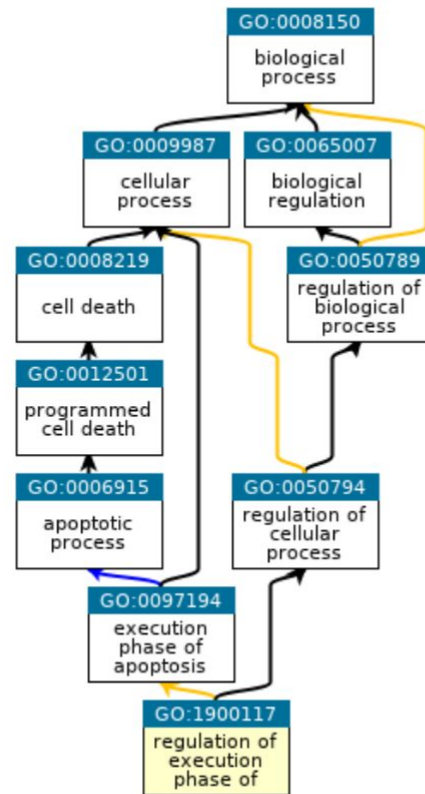 GO:0008150
biological
process
GO:0009987
cellular
process
GO:0065007
biological
regulation
GO:0008219
cell death
GO:0050789
regulation of
biological
process
GO:0012501
programmed
cell death
GO:0006915
apoptotic
process
GO:0050794
regulation of
cellular
process
GO:0097194
execution
phase of
apoptosis
GO:1900117
regulation of
execution
phase of